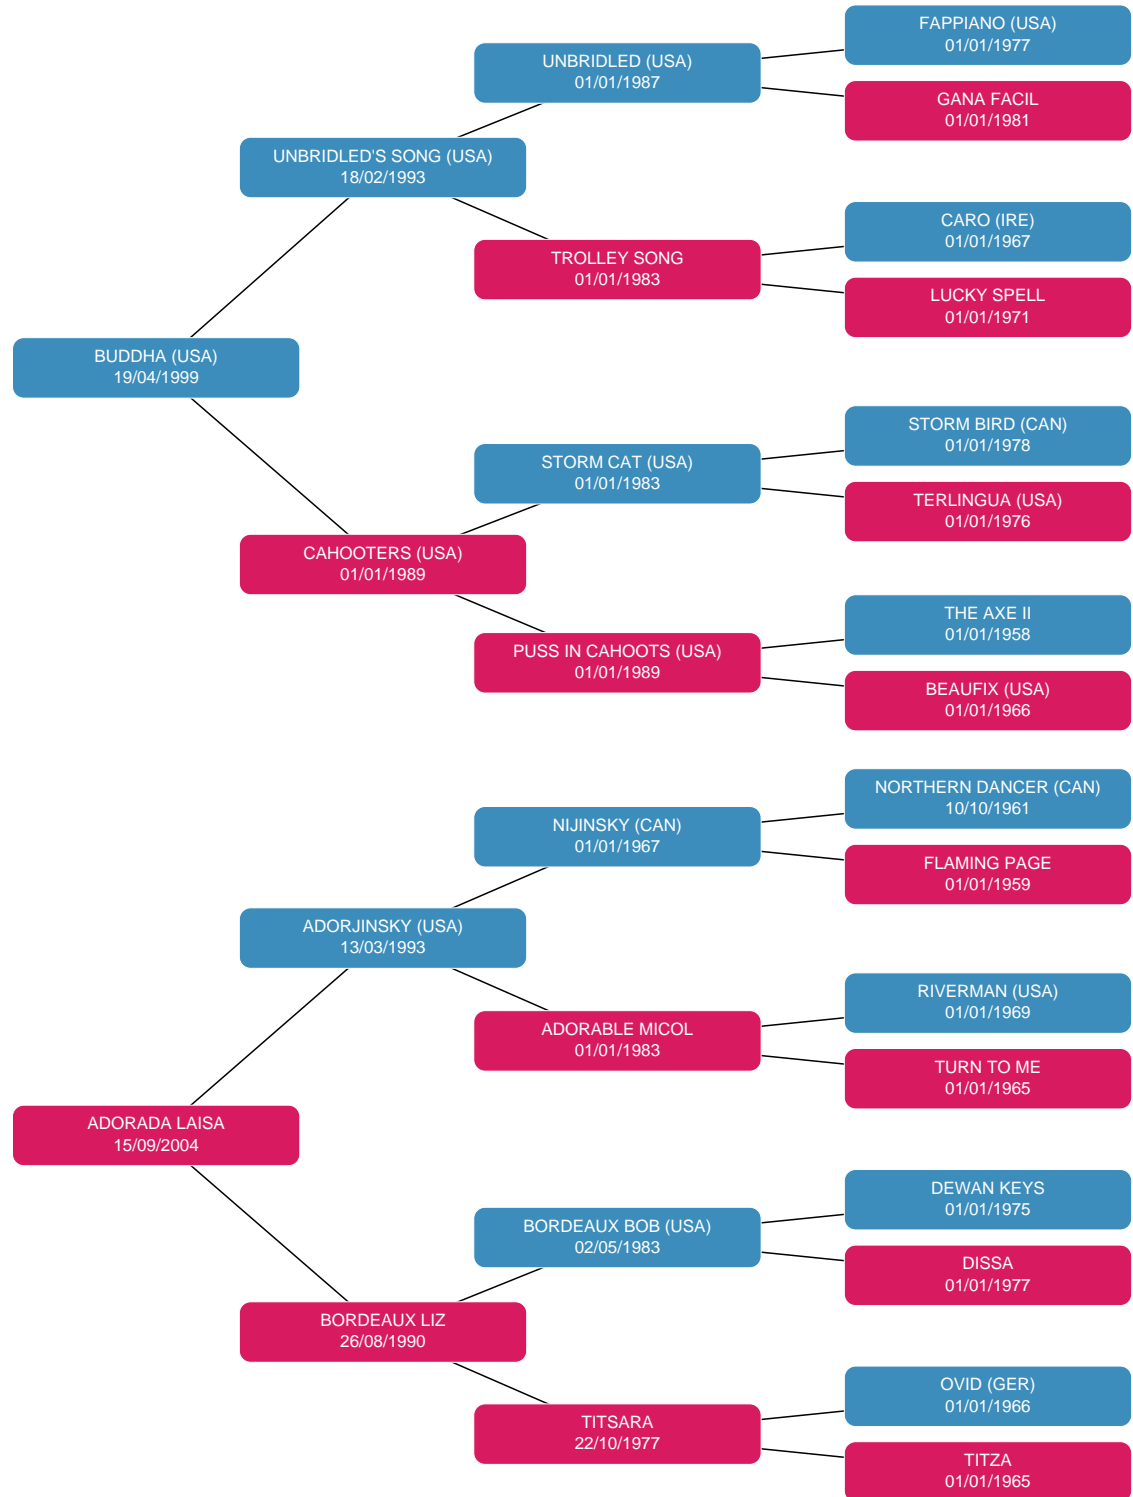 FAPPIANO (USA)
01/01/1977
UNBRIDLED (USA)
01/01/1987
GANA FACIL
01/01/1981
UNBRIDLED'S SONG (USA)
18/02/1993
CARO (IRE)
01/01/1967
TROLLEY SONG
01/01/1983
LUCKY SPELL
01/01/1971
BUDDHA (USA)
19/04/1999
STORM BIRD (CAN)
01/01/1978
STORM CAT (USA)
01/01/1983
TERLINGUA (USA)
01/01/1976
CAHOOTERS (USA)
01/01/1989
THE AXE II
01/01/1958
PUSS IN CAHOOTS (USA)
01/01/1989
BEAUFIX (USA)
01/01/1966
NORTHERN DANCER (CAN)
10/10/1961
NIJINSKY (CAN)
01/01/1967
FLAMING PAGE
01/01/1959
ADORJINSKY (USA)
13/03/1993
RIVERMAN (USA)
01/01/1969
ADORABLE MICOL
01/01/1983
TURN TO ME
01/01/1965
ADORADA LAISA
15/09/2004
DEWAN KEYS
01/01/1975
BORDEAUX BOB (USA)
02/05/1983
DISSA
01/01/1977
BORDEAUX LIZ
26/08/1990
OVID (GER)
01/01/1966
TITSARA
22/10/1977
TITZA
01/01/1965